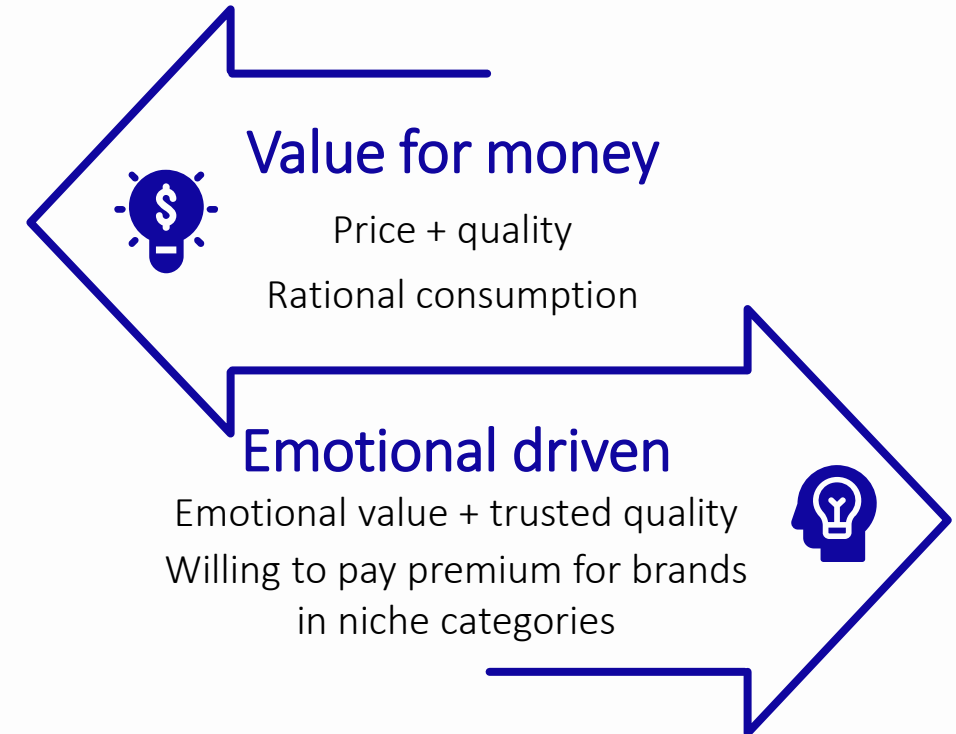 Value for money
$
Price + quality
Rational consumption
Emotional driven
Emotional value + trusted quality
Willing to pay premium for brands
in niche categories